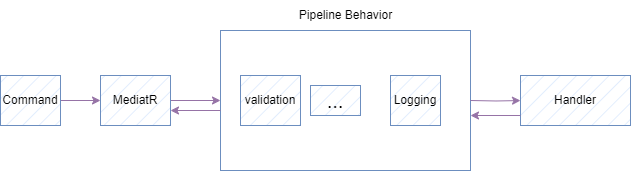 Pipeline Behavior
Command
MediatR
validation
...
Logging
Handler